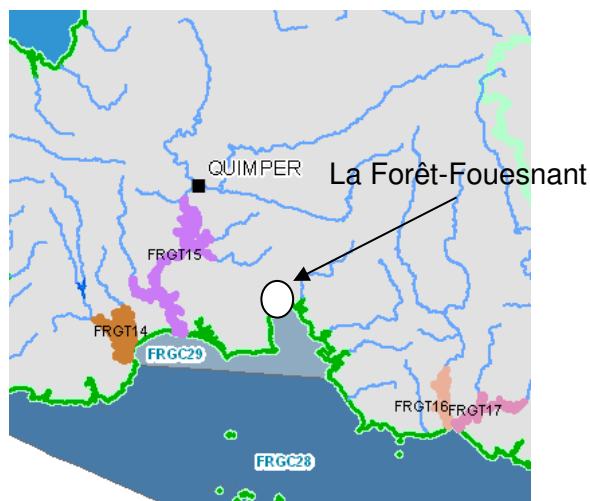 QUIMPER
La Forêt-Fouesnant
FRGT15
FRGT14
FRGC29
FRGT16
FRGT17
FRGC28